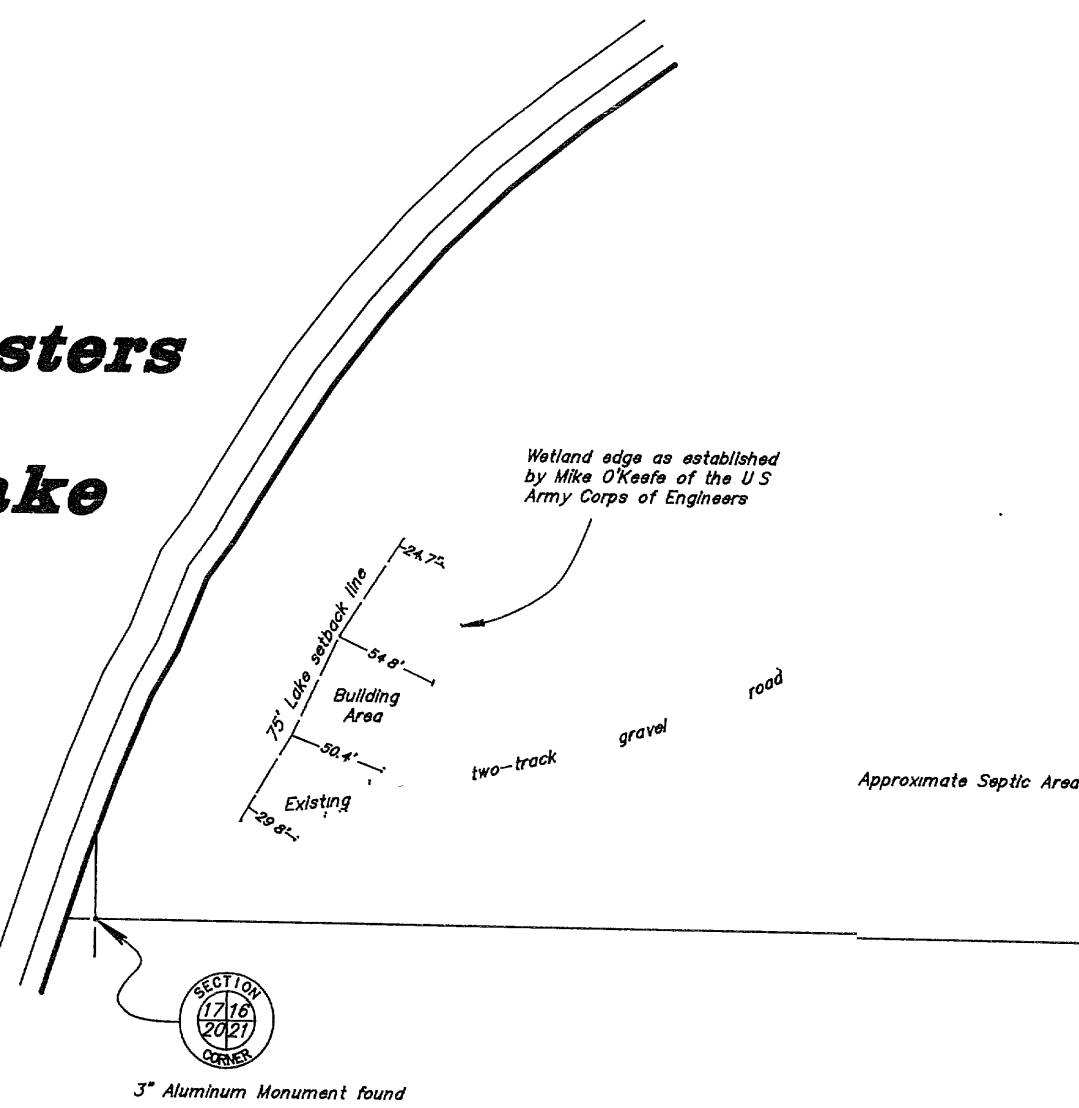 sters
ake
Wetland edge as established
by Mike O'Keefe of the U S
Army Corps of Engineers
24.7'
75' Lake setback line
54 8'
Building
Area
50.4'
two-track gravel road
Approximate Septic Area
Existing
29 8'
SECTION
17 16
20 21
CORNER
3" Aluminum Monument found